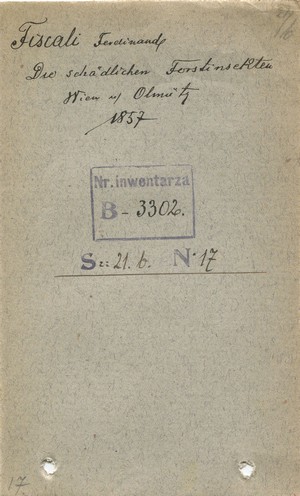 Fiscali Ferdinand
Die schädlichen Forstinsekten
Wien u/ Olmütz
1857
Nr. inwentarza
B - 3302.
S: 21. b. N: 17
17